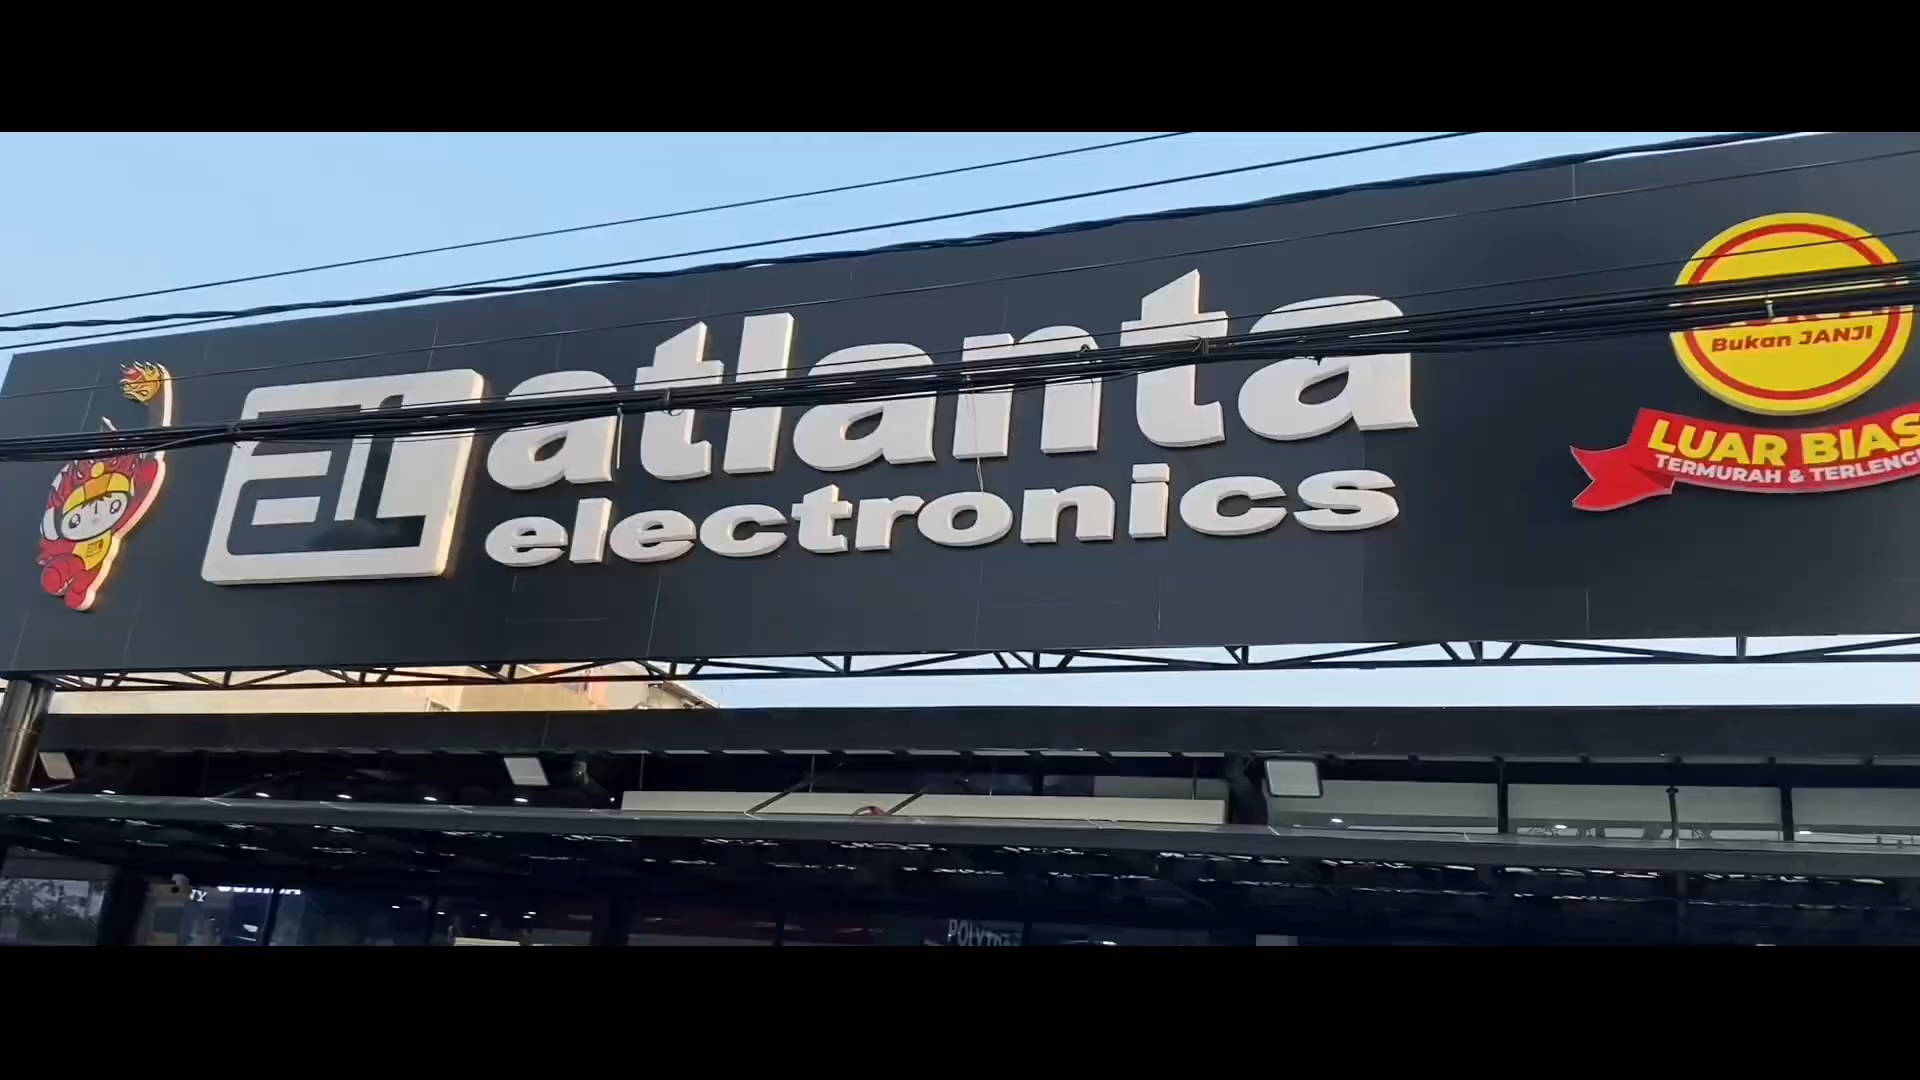 atlanta
electronics
Bukan JANJI
LUAR BIAS
TERMURAH & TERLENG